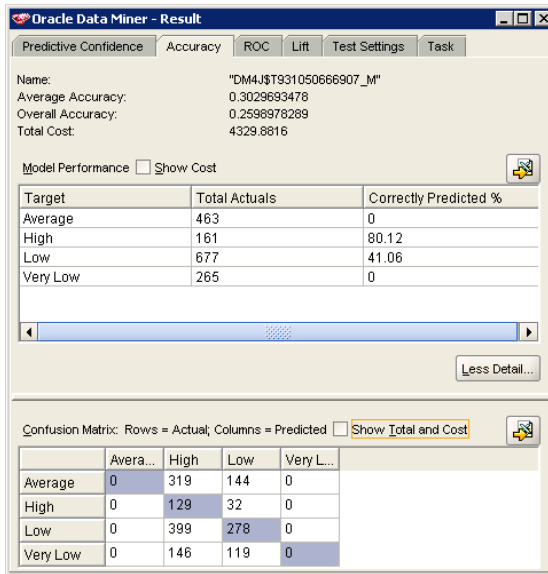 Oracle Data Miner - Result
Predictive Confidence Accuracy ROC Lift Test Settings Task
Name: "DM4J$T931050666907_M"
Average Accuracy: 0.3029693478
Overall Accuracy: 0.2598978289
Total Cost: 4329.8816
Model Performance Show Cost
Target Total Actuals Correctly Predicted %
Average 463 0
High 161 80.12
Low 677 41.06
Very Low 265 0
Less Detail...
Confusion Matrix: Rows = Actual; Columns = Predicted Show Total and Cost
Avera... High Low Very L...
Average 0 319 144 0
High 0 129 32 0
Low 0 399 278 0
Very Low 0 146 119 0